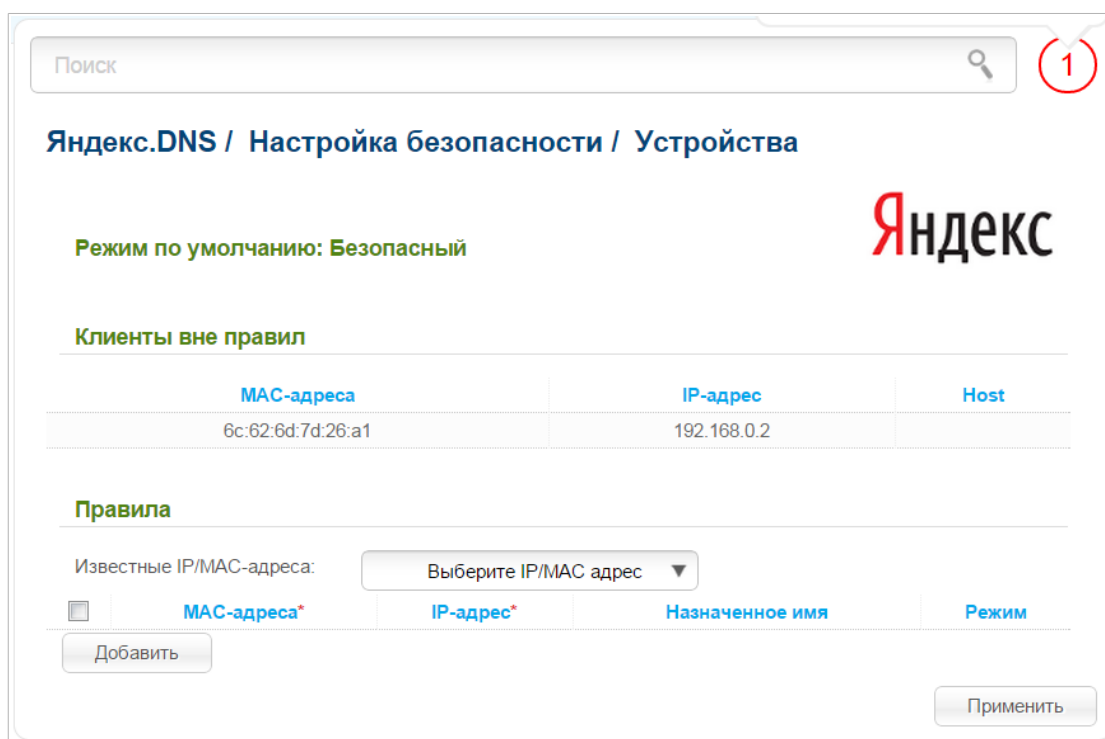 Поиск
1
Яндекс.DNS / Настройка безопасности / Устройства
Яндекс
Режим по умолчанию: Безопасный
Клиенты вне правил
MAC-адреса IP-адрес Host
6c:62:6d:7d:26:a1 192.168.0.2
Правила
Известные IP/MAC-адреса: Выберите IP/MAC адрес ▼
MAC-адреса* IP-адрес* Назначенное имя Режим
Добавить
Применить